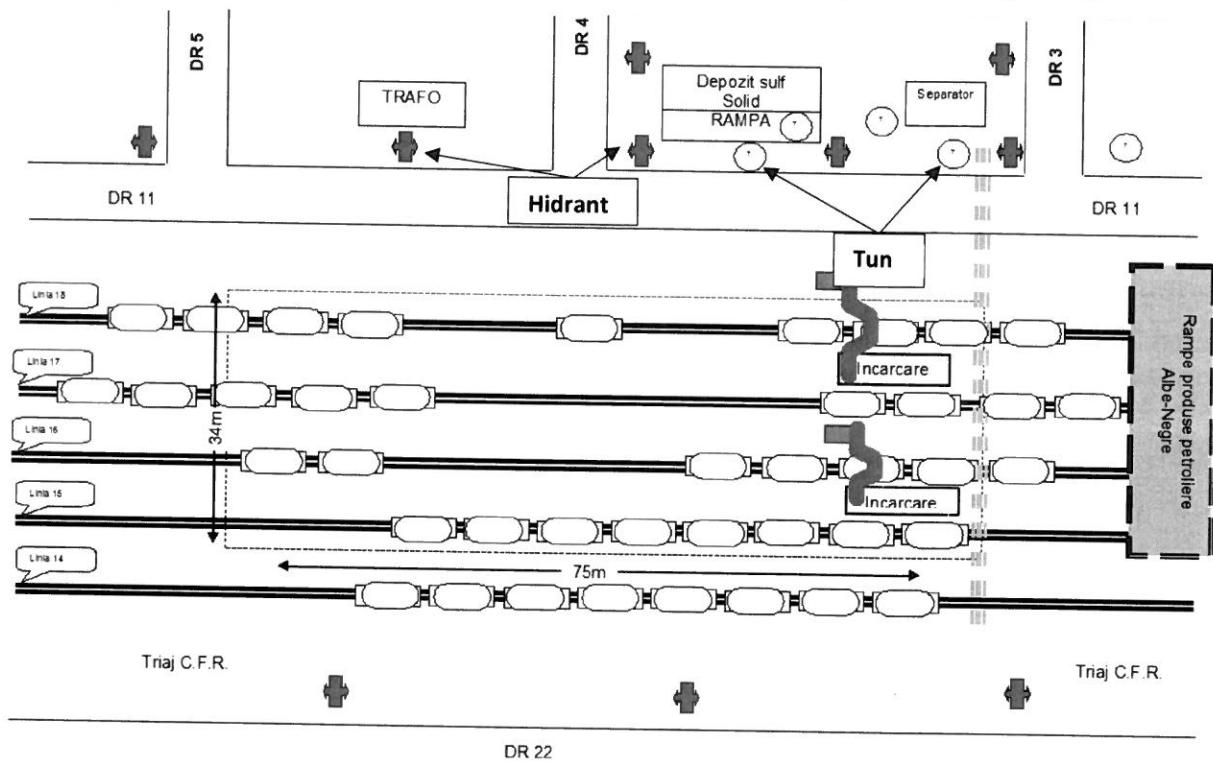 DR 5
DR 4
DR 3
TRAFO
Depozit sulf
Solid
RAMPA
Separator
T
T
T
T
T
DR 11
Hidrant
DR 11
Tun
Linia 18
Incarcare
Linia 17
34m
Linia 16
Incarcare
Linia 15
75m
Linia 14
Rampe produse petroliere
Albe-Negre
Triaj C.F.R.
Triaj C.F.R.
DR 22